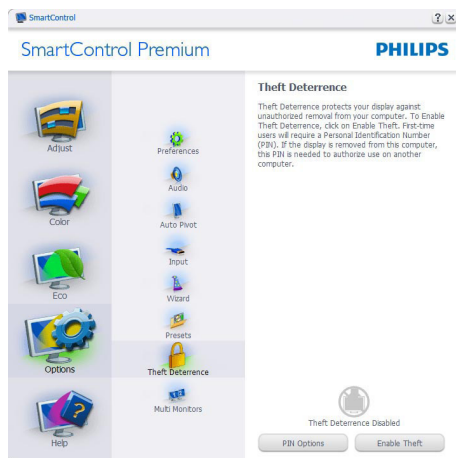 SmartControl
? x
SmartControl Premium
PHILIPS
Adjust
Color
Eco
Options
Help
Preferences
Audio
Auto Pivot
Input
Wizard
Presets
Theft Deterrence
Multi Monitors
Theft Deterrence
Theft Deterrence protects your display against
unauthorized removal from your computer. To Enable
Theft Deterrence, click on Enable Theft. First-time
users will require a Personal Identification Number
(PIN). If the display is removed from this computer,
this PIN is needed to authorize use on another
computer.
Theft Deterrence Disabled
PIN Options
Enable Theft